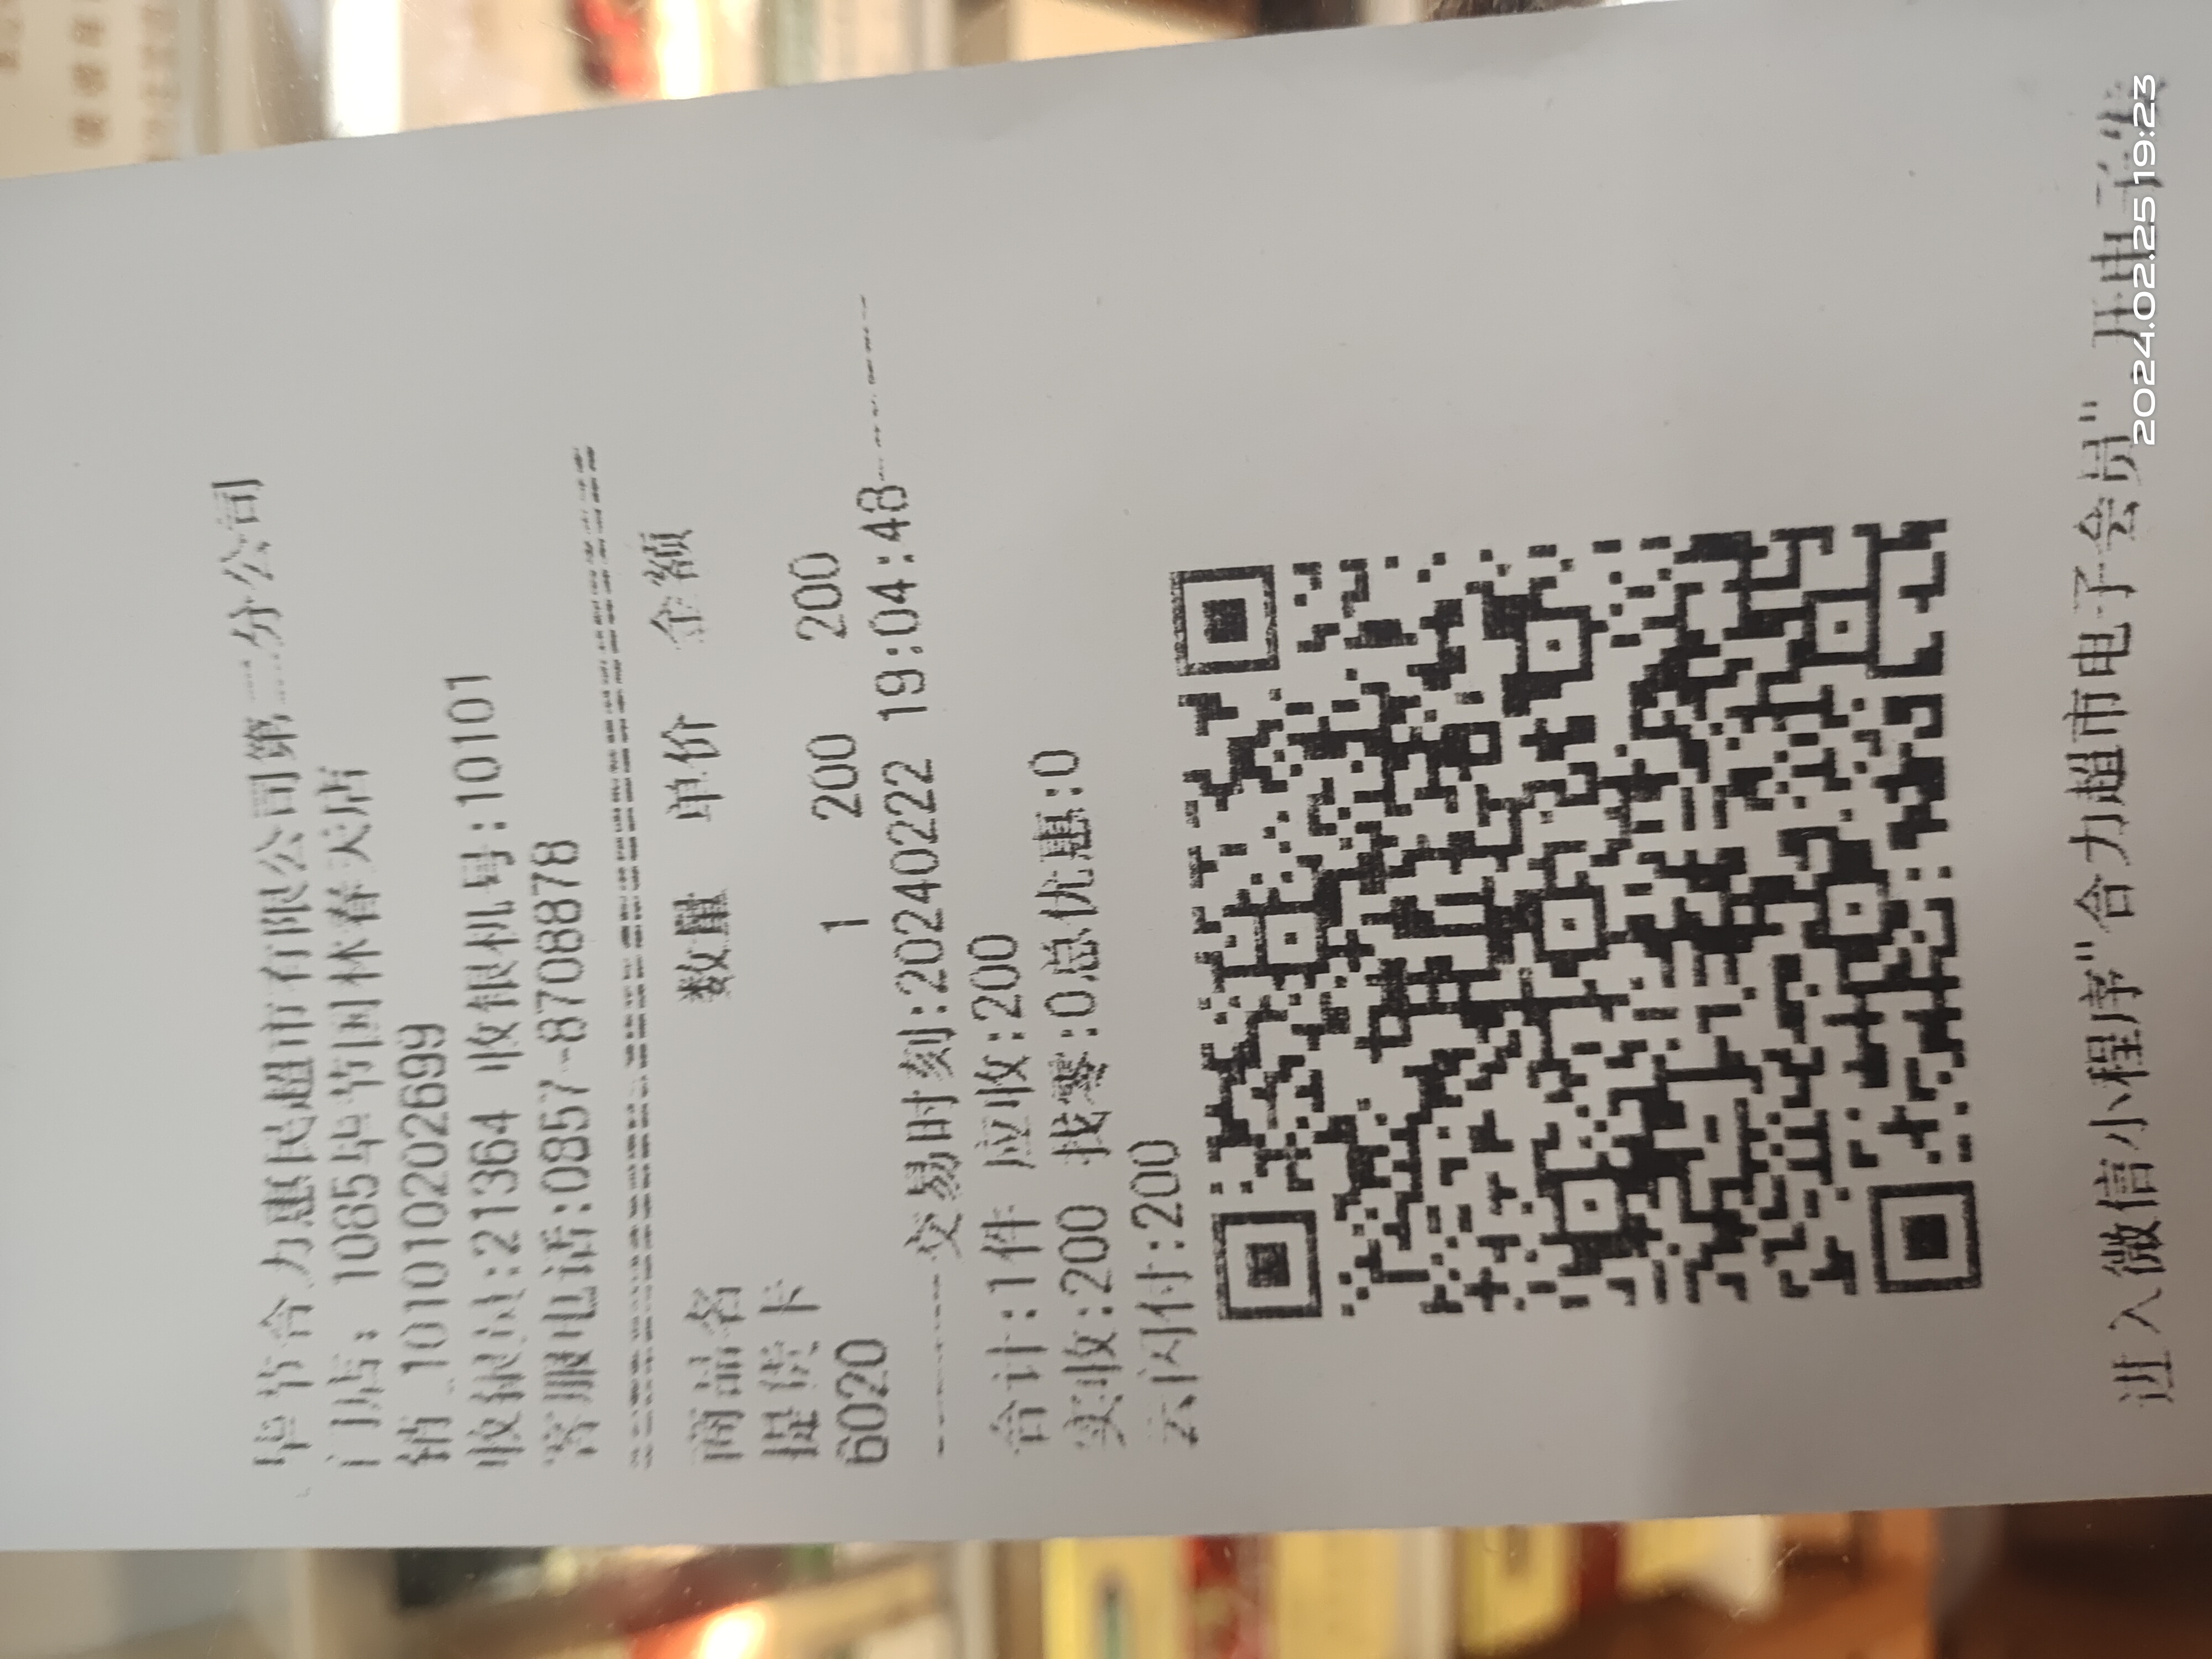 毕节合力惠民超市有限公司第二分公司
门店: 1085毕节国林春天店
销 101010202699
收银员:21364 收银机号:10101
客服电话:0857-8708878
商品名 数量 单价 金额
提货卡
6020 1 200 200
交易时刻:20240222 19:04:48
合计:1件 应收:200
实收:200 找零:0总优惠:0
云闪付:200
进入微信小程序"合力超市电子会员" 开电子发
2024.02.25 19:23